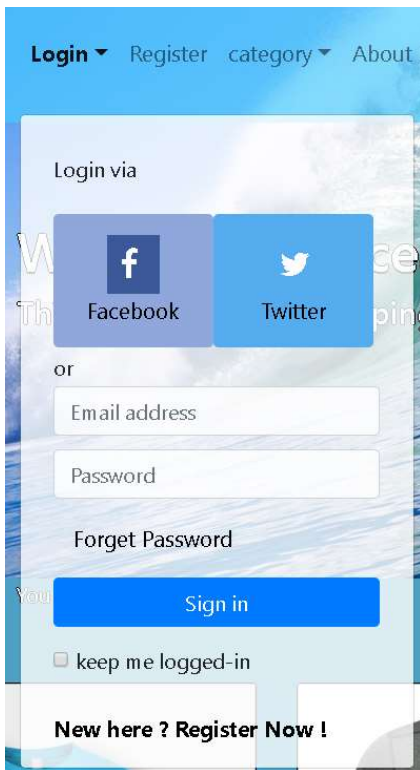 Login Register category About
Login via
Facebook Twitter
or
Email address
Password
Forget Password
You
Sign in
keep me logged-in
New here ? Register Now !